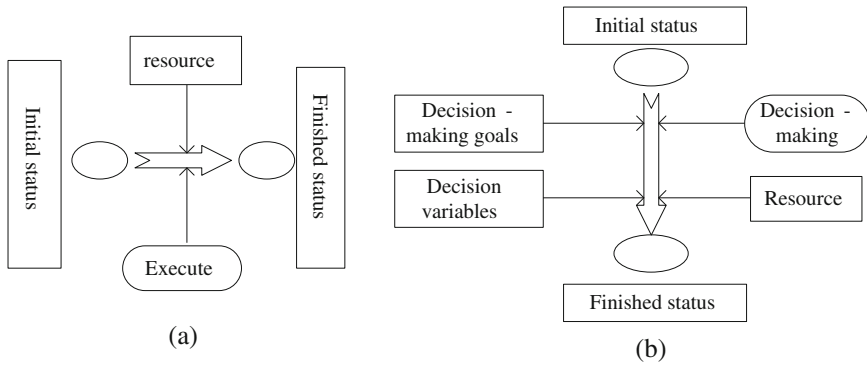 resource
Initial status
Finished status
Execute
(a)
Initial status
Decision -
making goals
Decision -
making
Decision
variables
Resource
Finished status
(b)